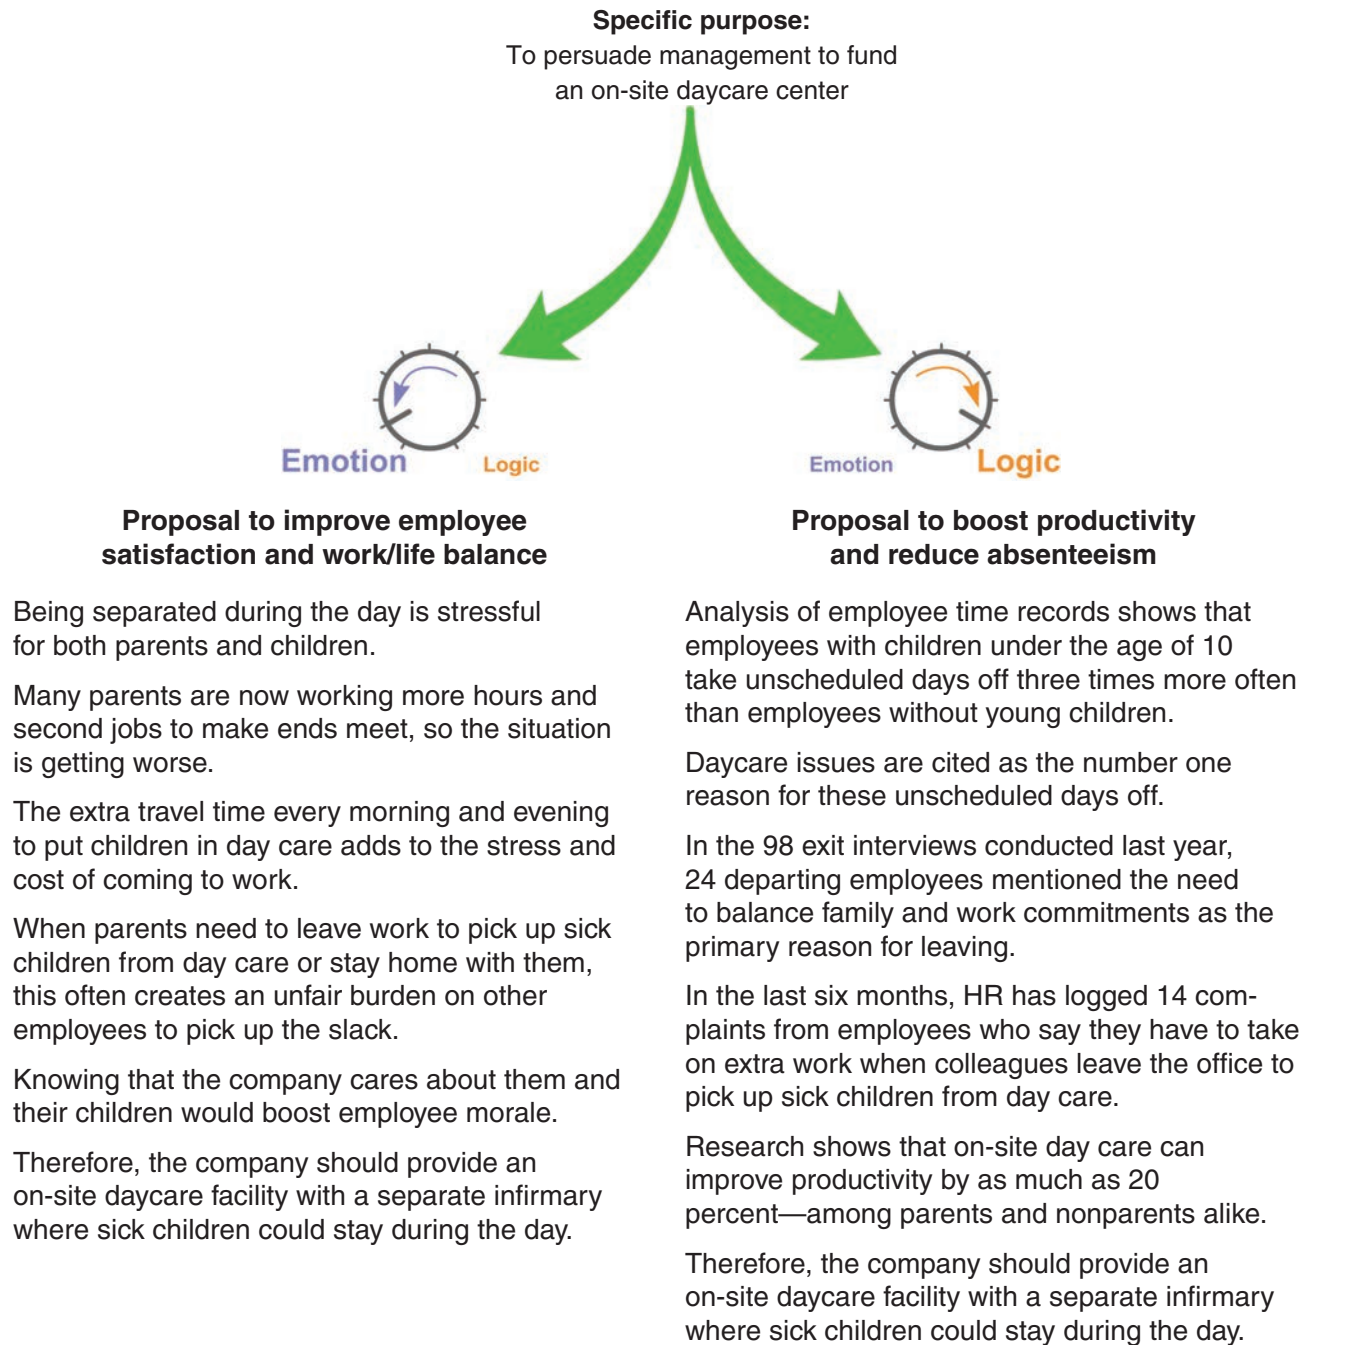 Specific purpose:
To persuade management to fund
an on-site daycare center
Emotion
Logic
Proposal to improve employee
satisfaction and work/life balance
Being separated during the day is stressful
for both parents and children.
Many parents are now working more hours and
second jobs to make ends meet, so the situation
is getting worse.
The extra travel time every morning and evening
to put children in day care adds to the stress and
cost of coming to work.
When parents need to leave work to pick up sick
children from day care or stay home with them,
this often creates an unfair burden on other
employees to pick up the slack.
Knowing that the company cares about them and
their children would boost employee morale.
Therefore, the company should provide an
on-site daycare facility with a separate infirmary
where sick children could stay during the day.
Emotion
Logic
Proposal to boost productivity
and reduce absenteeism
Analysis of employee time records shows that
employees with children under the age of 10
take unscheduled days off three times more often
than employees without young children.
Daycare issues are cited as the number one
reason for these unscheduled days off.
In the 98 exit interviews conducted last year,
24 departing employees mentioned the need
to balance family and work commitments as the
primary reason for leaving.
In the last six months, HR has logged 14 com-
plaints from employees who say they have to take
on extra work when colleagues leave the office to
pick up sick children from day care.
Research shows that on-site day care can
improve productivity by as much as 20
percent—among parents and nonparents alike.
Therefore, the company should provide an
on-site daycare facility with a separate infirmary
where sick children could stay during the day.